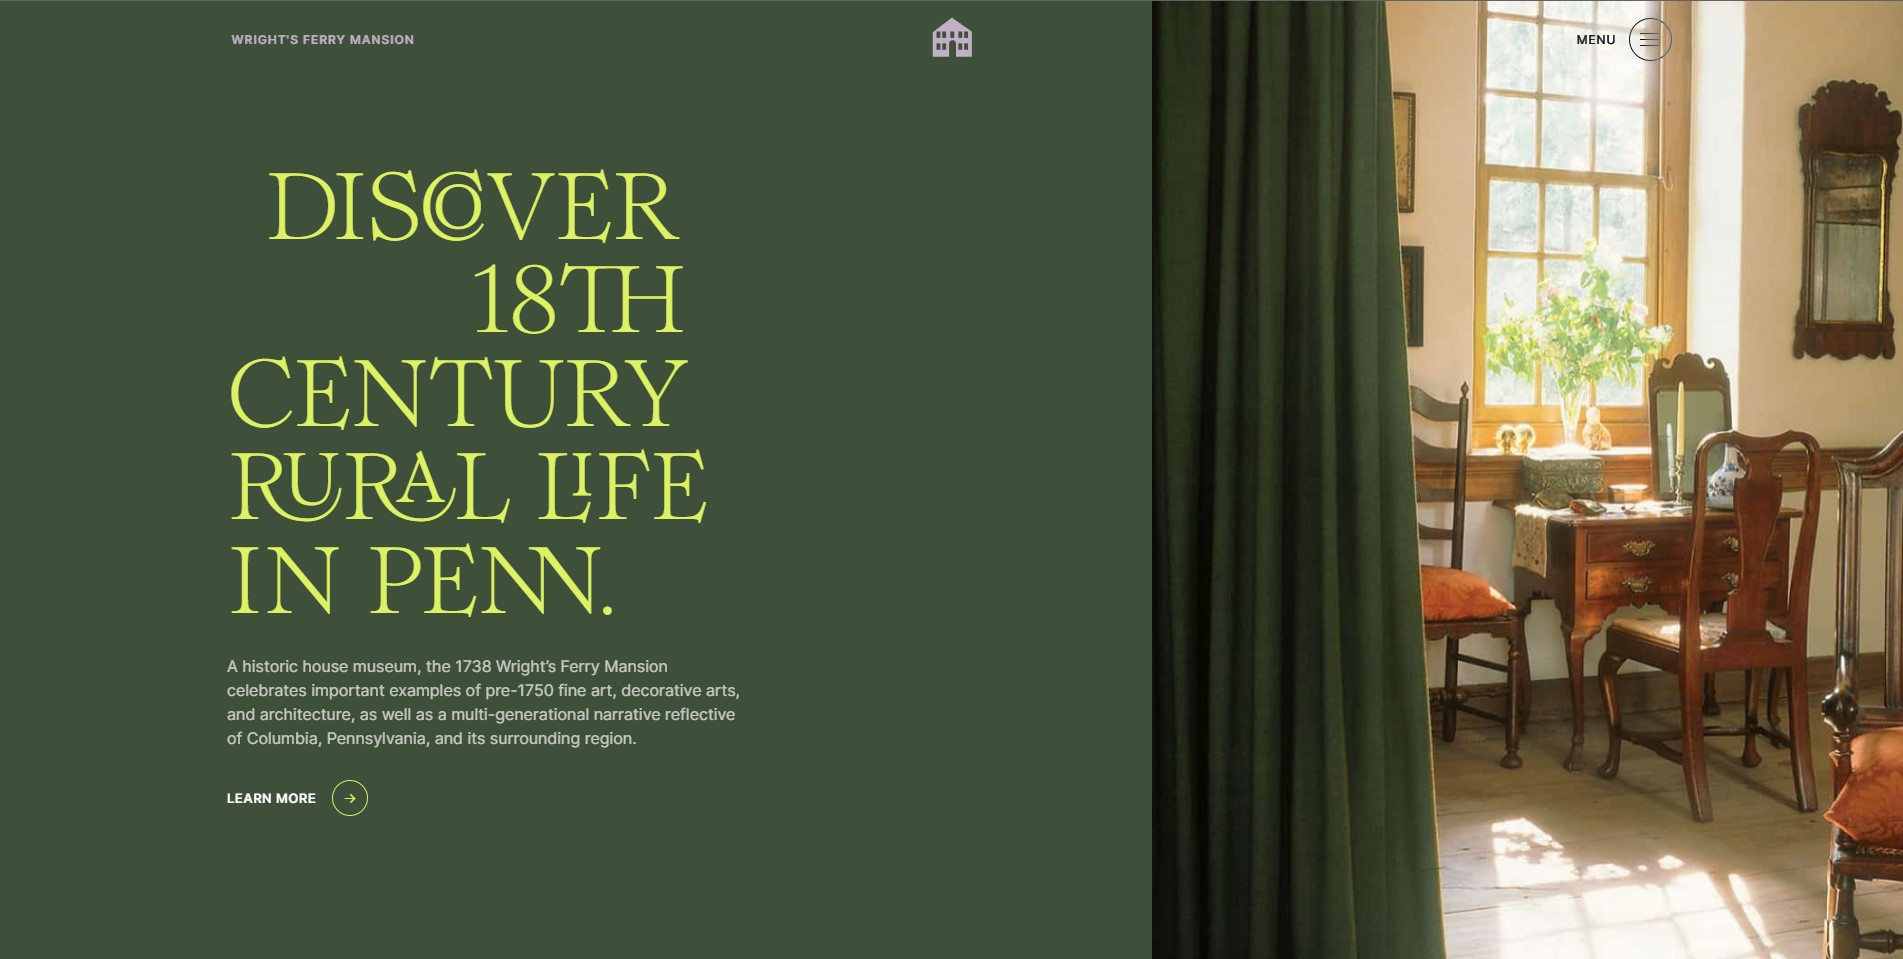 WRIGHT'S FERRY MANSION
MENU
DISCOVER
18TH
CENTURY
RURAL LIFE
IN PENN.
A historic house museum, the 1738 Wright's Ferry Mansion
celebrates important examples of pre-1750 fine art, decorative arts,
and architecture, as well as a multi-generational narrative reflective
of Columbia, Pennsylvania, and its surrounding region.
LEARN MORE